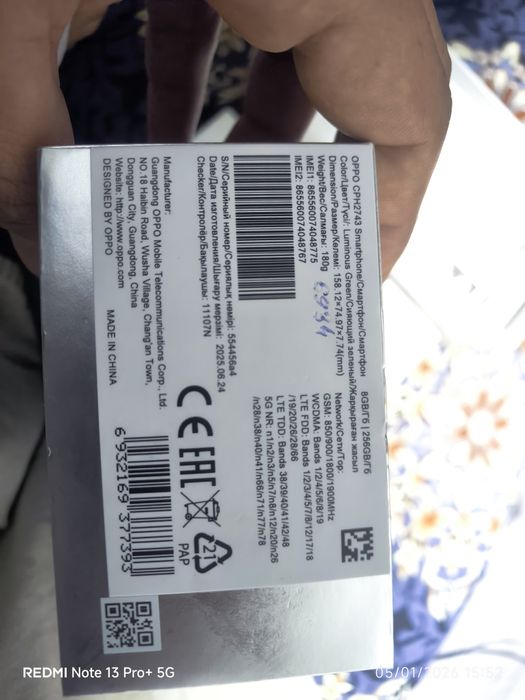 OPPO CPH2743 Smartphone/Смартфон/Смартфон
8GB/Гб | 256GB/Гб
Color/Цвет/Түсі: Luminous Green/Сияющий зеленый/Жарқыраған жасыл
Dimension/Размер/Көлемі: 158.12×74.97×7.74(mm)
Weight/Вес/Салмағы: 180g
IMEI1: 865560074048775
IMEI2: 865560074048767
Network/Сети/Тор:
GSM: 850/900/1800/1900MHz
WCDMA: Bands 1/2/4/5/6/8/19
LTE FDD: Bands 1/2/3/4/5/7/8/12/17/18
/19/20/26/28/66
LTE TDD: Bands 38/39/40/41/42/48
5G NR: n1/n2/n3/n5/n7/n8/n12/n20/n26
/n28/n38/n40/n41/n66/n71/n77/n78
S/N/Серийный номер/Сериялық нөмірі: 554456a4
Date/Дата изготовления/Шығару мерзімі: 2025.06.24
Checker/Контролёр/Бақылаушы: 11107N
CE EAC
21
PAP
Manufacturer:
Guangdong OPPO Mobile Telecommunications Corp., Ltd.
NO.18 Haibin Road, Wusha Village, Chang'an Town,
Dongguan City, Guangdong, China
Website: http://www.oppo.com
DESIGNED BY OPPO
MADE IN CHINA
6 932169 377393
REDMI Note 13 Pro+ 5G
05/01/2026 15:52